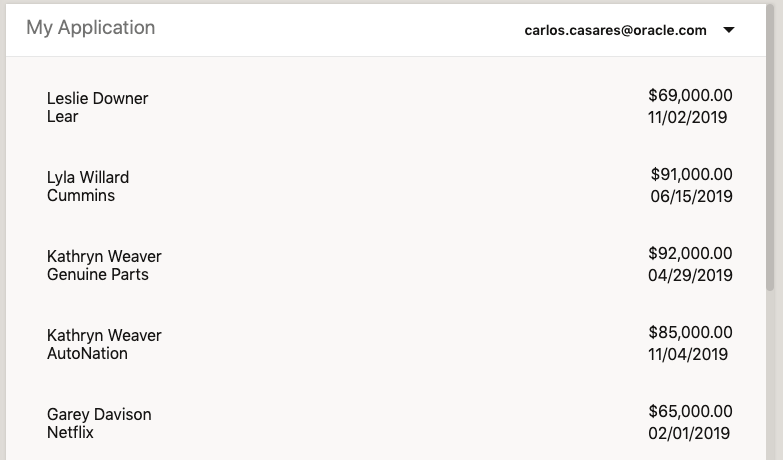 My Application
carlos.casares@oracle.com
Leslie Downer
Lear
$69,000.00
11/02/2019
Lyla Willard
Cummins
$91,000.00
06/15/2019
Kathryn Weaver
Genuine Parts
$92,000.00
04/29/2019
Kathryn Weaver
AutoNation
$85,000.00
11/04/2019
Garey Davison
Netflix
$65,000.00
02/01/2019